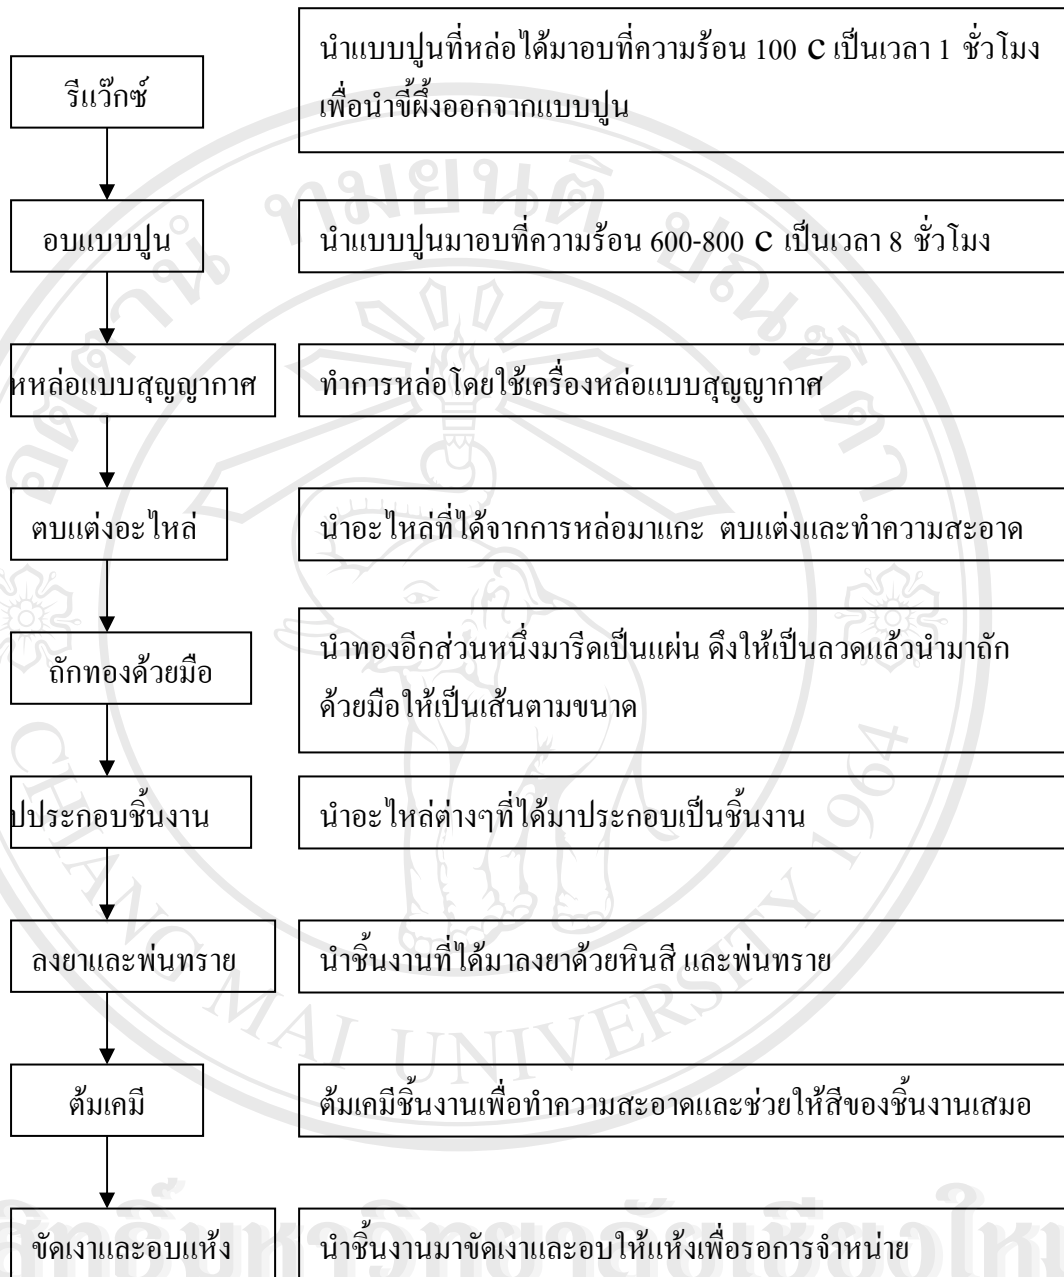 รีแว๊กซ์
นำแบบปูนที่หล่อได้มาอบที่ความร้อน 100 C เป็นเวลา 1 ชั่วโมง
เพื่อนำขี้ผึ้งออกจากแบบปูน
อบแบบปูน
นำแบบปูนมาอบที่ความร้อน 600-800 C เป็นเวลา 8 ชั่วโมง
หหล่อแบบสุญญากาศ
ทำการหล่อโดยใช้เครื่องหล่อแบบสุญญากาศ
ตบแต่งอะไหล่
นำอะไหล่ที่ได้จากการหล่อมาแกะ ตบแต่งและทำความสะอาด
ถักทองด้วยมือ
นำทองอีกส่วนหนึ่งมารีดเป็นแผ่น ดึงให้เป็นลวดแล้วนำมาถัก
ด้วยมือให้เป็นเส้นตามขนาด
ปประกอบชิ้นงาน
นำอะไหล่ต่างๆที่ได้มาประกอบเป็นชิ้นงาน
ลงยาและพ่นทราย
นำชิ้นงานที่ได้มาลงยาด้วยหินสี และพ่นทราย
ต้มเคมี
ต้มเคมีชิ้นงานเพื่อทำความสะอาดและช่วยให้สีของชิ้นงานเสมอ
ขัดเงาและอบแห้ง
นำชิ้นงานมาขัดเงาและอบให้แห้งเพื่อรอการจำหน่าย
CHIANG MAI UNIVERSITY 1964